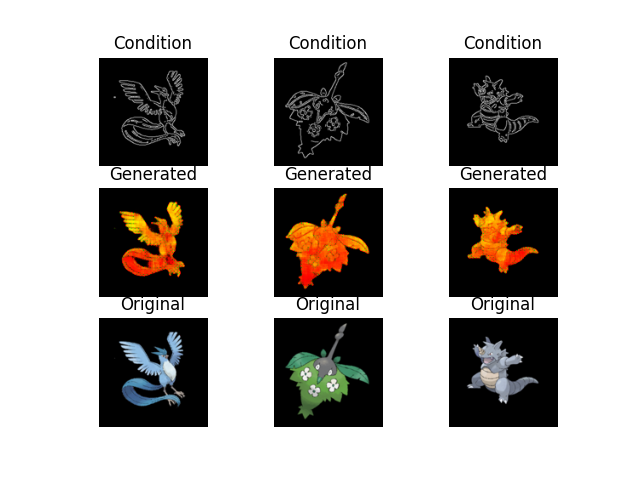 Condition Condition Condition
Generated Generated Generated
Original Original Original